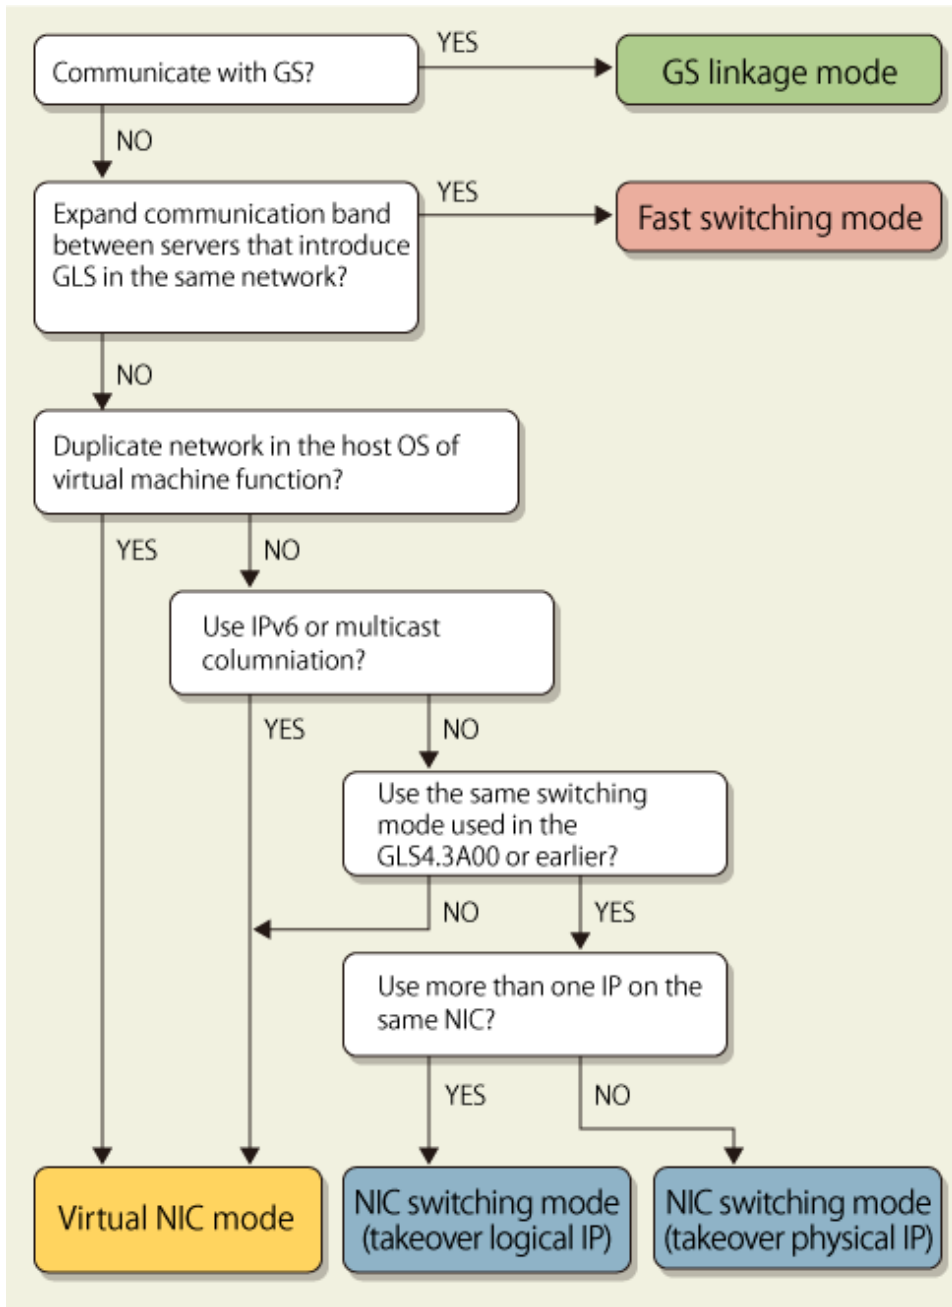 Communicate with GS?
YES
GS linkage mode
NO
Expand communication band
between servers that introduce
GLS in the same network?
YES
Fast switching mode
NO
Duplicate network in the host OS of
virtual machine function?
YES
NO
Use IPv6 or multicast
columniation?
YES
NO
Use the same switching
mode used in the
GLS4.3A00 or earlier?
NO
YES
Use more than one IP on the
same NIC?
YES
NO
Virtual NIC mode
NIC switching mode
(takeover logical IP)
NIC switching mode
(takeover physical IP)